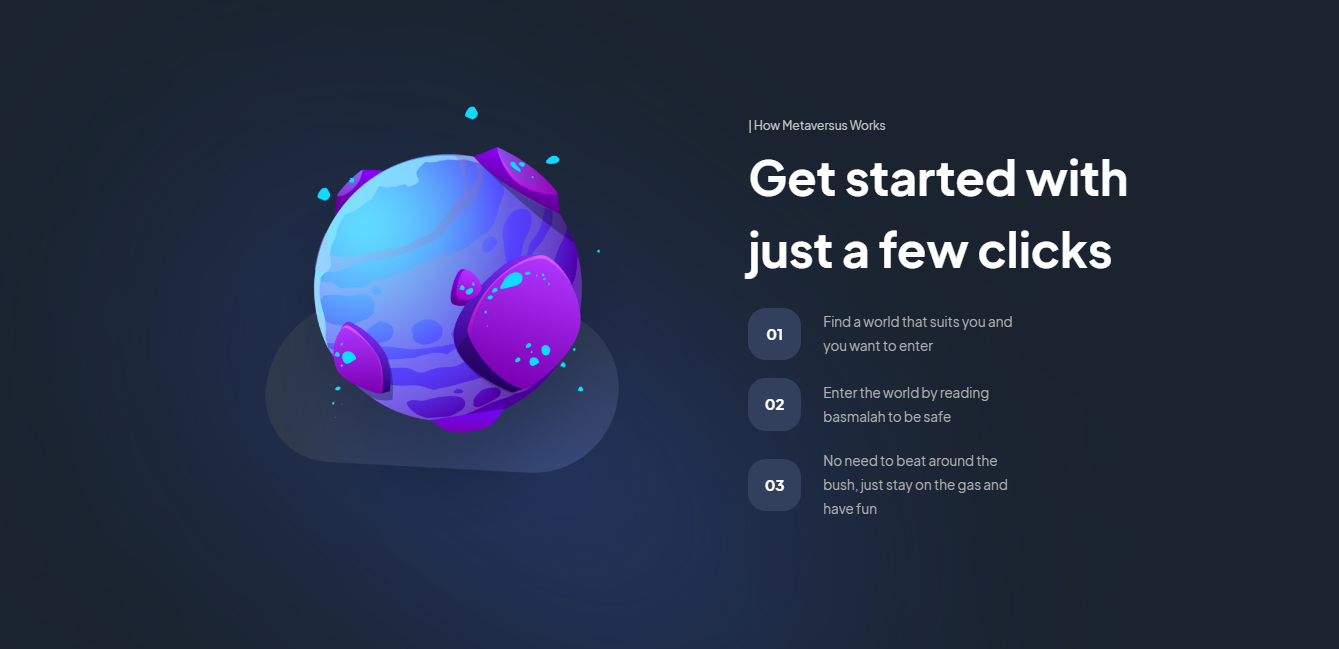 | How Metaversus Works
Get started with
just a few clicks
01
Find a world that suits you and
you want to enter
02
Enter the world by reading
basmalah to be safe
03
No need to beat around the
bush, just stay on the gas and
have fun